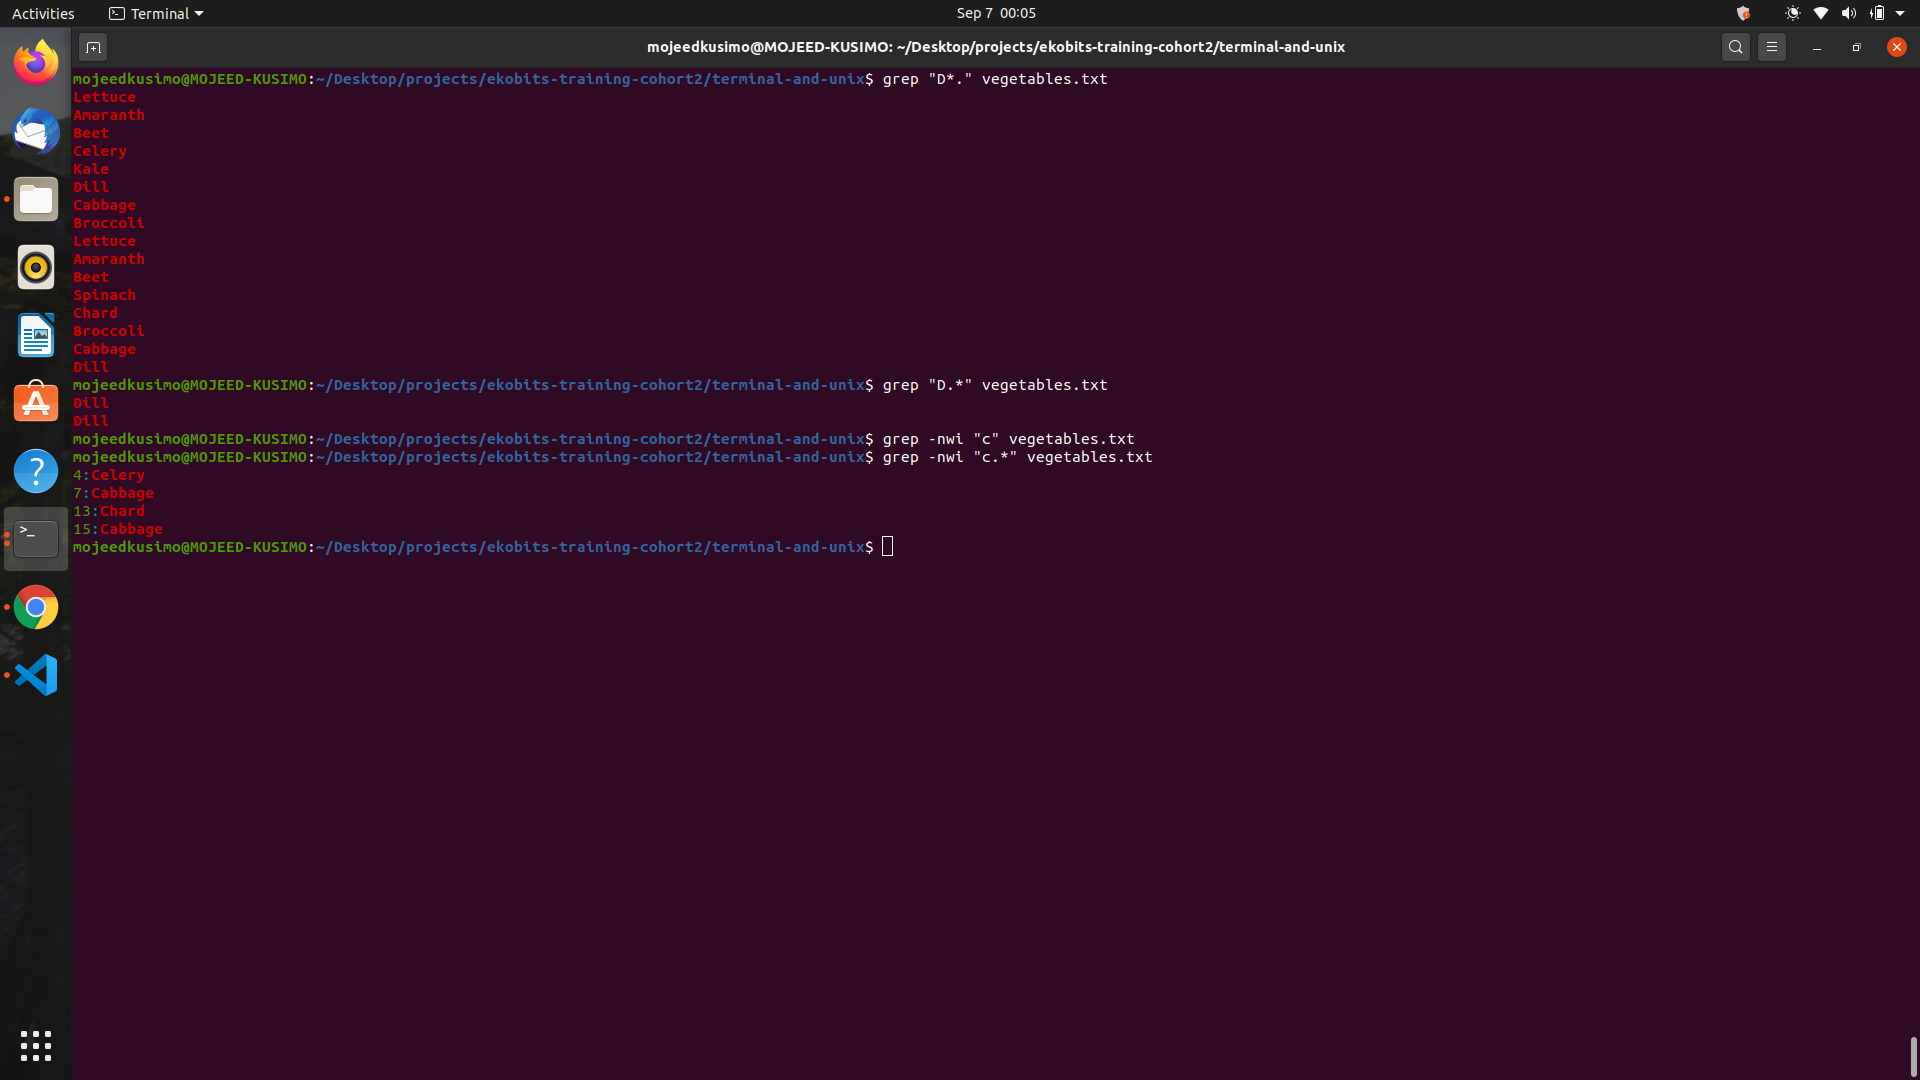 Activities
Terminal
Sep 7 00:05
mojeedkusimo@MOJEED-KUSIMO: ~/Desktop/projects/ekobits-training-cohort2/terminal-and-unix
mojeedkusimo@MOJEED-KUSIMO:~/Desktop/projects/ekobits-training-cohort2/terminal-and-unix$ grep "D*." vegetables.txt
Lettuce
Amaranth
Beet
Celery
Kale
Dill
Cabbage
Broccoli
Lettuce
Amaranth
Beet
Spinach
Chard
Broccoli
Cabbage
Dill
mojeedkusimo@MOJEED-KUSIMO:~/Desktop/projects/ekobits-training-cohort2/terminal-and-unix$ grep "D.*" vegetables.txt
Dill
Dill
mojeedkusimo@MOJEED-KUSIMO:~/Desktop/projects/ekobits-training-cohort2/terminal-and-unix$ grep -nwi "c" vegetables.txt
mojeedkusimo@MOJEED-KUSIMO:~/Desktop/projects/ekobits-training-cohort2/terminal-and-unix$ grep -nwi "c.*" vegetables.txt
4:Celery
7:Cabbage
13:Chard
15:Cabbage
mojeedkusimo@MOJEED-KUSIMO:~/Desktop/projects/ekobits-training-cohort2/terminal-and-unix$